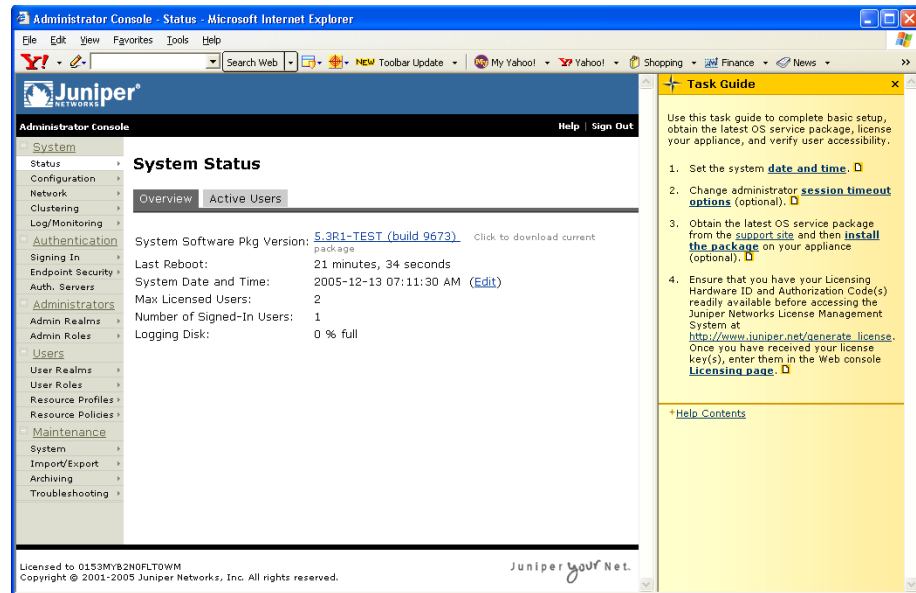 Administrator Console - Status - Microsoft Internet Explorer
File Edit View Favorites Tools Help
Y! Search Web NEW Toolbar Update My Yahoo! Yahoo! Shopping Finance News »
Juniper®
NETWORKS
Administrator Console
Help | Sign Out
System
Status
Configuration
Network
Clustering
Log/Monitoring
Authentication
Signing In
Endpoint Security
Auth. Servers
Administrators
Admin Realms
Admin Roles
Users
User Realms
User Roles
Resource Profiles
Resource Policies
Maintenance
System
Import/Export
Archiving
Troubleshooting
System Status
Overview Active Users
System Software Pkg Version: 5.3R1-TEST (build 9673) Click to download current
package
Last Reboot: 21 minutes, 34 seconds
System Date and Time: 2005-12-13 07:11:30 AM (Edit)
Max Licensed Users: 2
Number of Signed-In Users: 1
Logging Disk: 0 % full
Licensed to 0153MYB2N0FLT0WM
Copyright © 2001-2005 Juniper Networks, Inc. All rights reserved.
Juniper your Net.
Task Guide x
Use this task guide to complete basic setup,
obtain the latest OS service package, license
your appliance, and verify user accessibility.
1. Set the system date and time.
2. Change administrator session timeout
options (optional).
3. Obtain the latest OS service package
from the support site and then install
the package on your appliance
(optional).
4. Ensure that you have your Licensing
Hardware ID and Authorization Code(s)
readily available before accessing the
Juniper Networks License Management
System at
http://www.juniper.net/generate_license.
Once you have received your license
key(s), enter them in the Web console
Licensing page.
+Help Contents